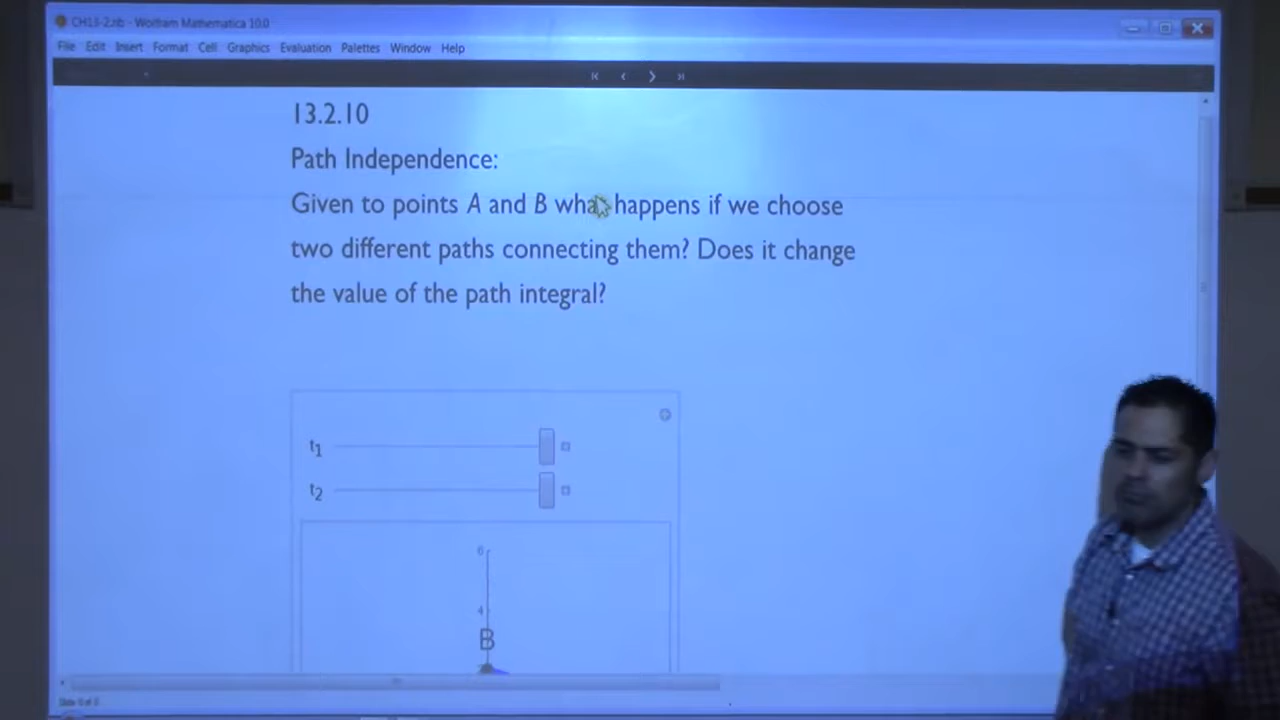 CH13-2.nb - Wolfram Mathematica 10.0
File Edit Insert Format Cell Graphics Evaluation Palettes Window Help
13.2.10
Path Independence:
Given to points A and B what happens if we choose
two different paths connecting them? Does it change
the value of the path integral?
t1
t2
6
4
B